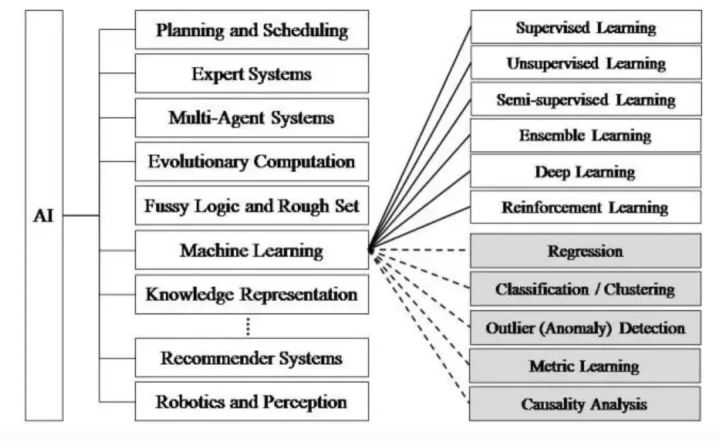 AI
Planning and Scheduling
Expert Systems
Multi-Agent Systems
Evolutionary Computation
Fussy Logic and Rough Set
Machine Learning
Knowledge Representation
Recommender Systems
Robotics and Perception
Supervised Learning
Unsupervised Learning
Semi-supervised Learning
Ensemble Learning
Deep Learning
Reinforcement Learning
Regression
Classification / Clustering
Outlier (Anomaly) Detection
Metric Learning
Causality Analysis